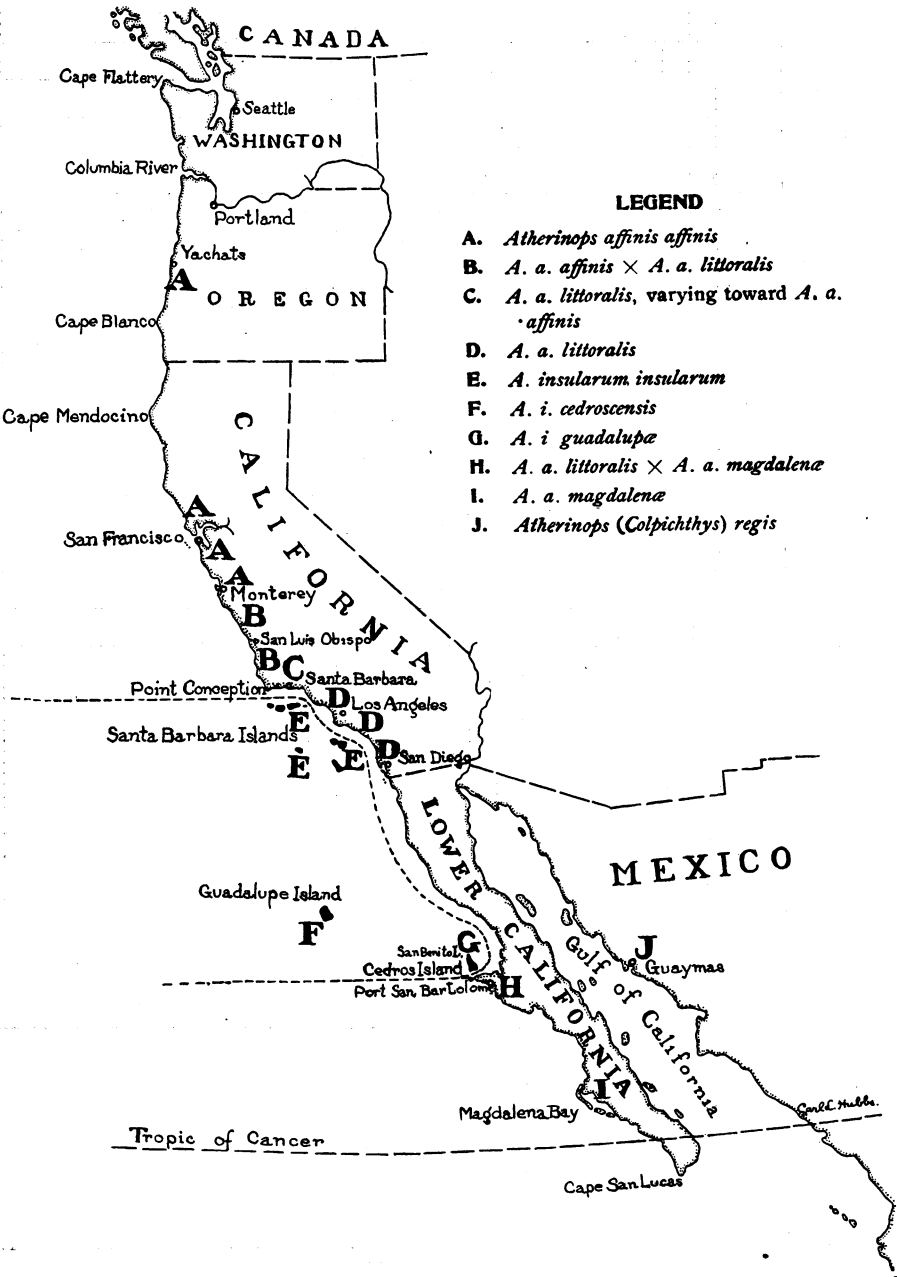 CANADA
Cape Flattery
Seattle
WASHINGTON
Columbia River
Portland
Yachats
A
OREGON
Cape Blanco
Cape Mendocino
CALIFORNIA
A
San Francisco
A
A
Monterey
B
San Luis Obispo
B
C
Santa Barbara
Point Conception
D
Los Angeles
E
D
Santa Barbara Islands
D
San Diego
E
E
LEGEND
A. Atherinops affinis affinis
B. A. a. affinis × A. a. littoralis
C. A. a. littoralis, varying toward A. a.
affinis
D. A. a. littoralis
E. A. insularum insularum
F. A. i. cedroscensis
G. A. i guadalupæ
H. A. a. littoralis × A. a. magdalenæ
I. A. a. magdalenæ
J. Atherinops (Colpichthys) regis
LOWER CALIFORNIA
MEXICO
Guadalupe Island
F
G
San Benito I.
Cedros Island
Port San Bartolome
H
J
Guaymas
Gulf of California
I
Magdalena Bay
Carl L. Hubbs.
Tropic of Cancer
Cape San Lucas